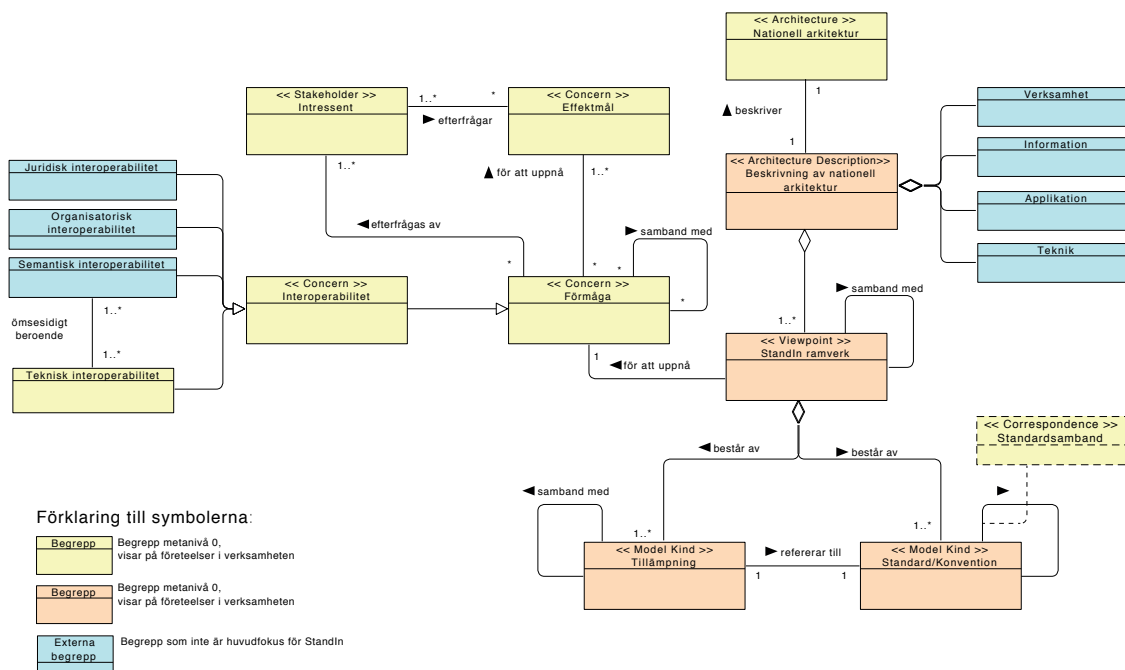 << Architecture >>
Nationell arkitektur
1
beskriver
1
<< Stakeholder >>
Intressent
1..*
*
efterfrågar
<< Concern >>
Effektmål
Verksamhet
Information
Applikation
Teknik
<< Architecture Description>>
Beskrivning av nationell
arkitektur
Juridisk interoperabilitet
Organisatorisk
interoperabilitet
Semantisk interoperabilitet
1..*
ömsesidigt
beroende
1..*
Teknisk interoperabilitet
1..*
för att uppnå
1..*
efterfrågas av
samband med
*
*
*
*
<< Concern >>
Interoperabilitet
<< Concern >>
Förmåga
1
för att uppnå
samband med
1..*
<< Viewpoint >>
StandIn ramverk
<< Correspondence >>
Standardsamband
består av
består av
samband med
1..*
1..*
<< Model Kind >>
Tillämpning
refererar till
1
1
<< Model Kind >>
Standard/Konvention
Förklaring till symbolerna:
Begrepp
Begrepp metanivå 0,
visar på företeelser i verksamheten
Begrepp
Begrepp metanivå 0,
visar på företeelser i verksamheten
Externa
begrepp
Begrepp som inte är huvudfokus för StandIn